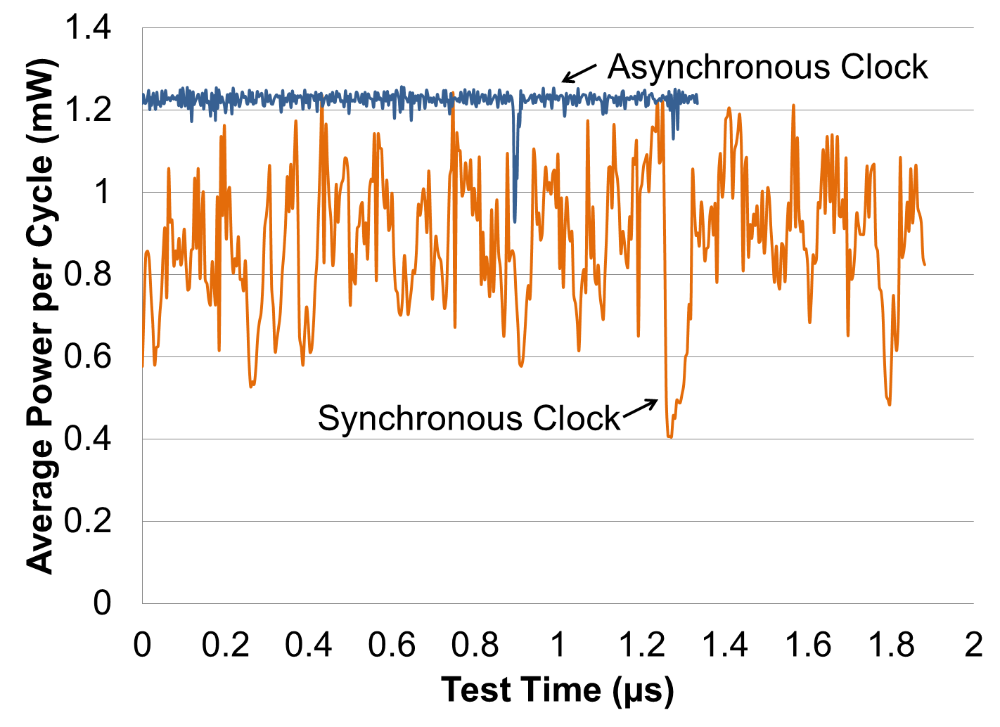 Average Power per Cycle (mW)
1.4
1.2
1
0.8
0.6
0.4
0.2
0
Asynchronous Clock
Synchronous Clock
0 0.2 0.4 0.6 0.8 1 1.2 1.4 1.6 1.8 2
Test Time (µs)